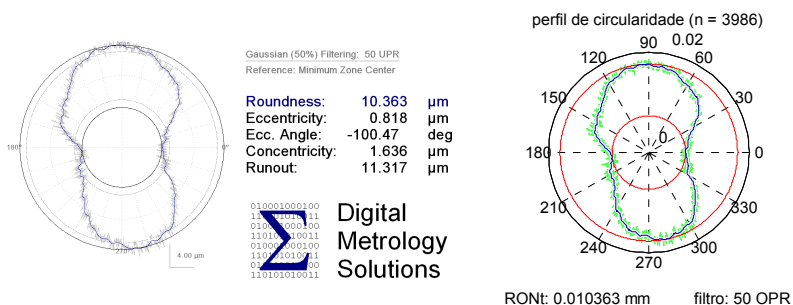 90°
180°
0°
270°
4.00 µm
Gaussian (50%) Filtering: 50 UPR
Reference: Minimum Zone Center
Roundness: 10.363 µm
Eccentricity: 0.818 µm
Ecc. Angle: -100.47 deg
Concentricity: 1.636 µm
Runout: 11.317 µm
Σ
Digital
Metrology
Solutions
perfil de circularidade (n = 3986)
90 0.02
120 60
150 30
0
180 0
210 330
240 300
270
RONt: 0.010363 mm filtro: 50 OPR